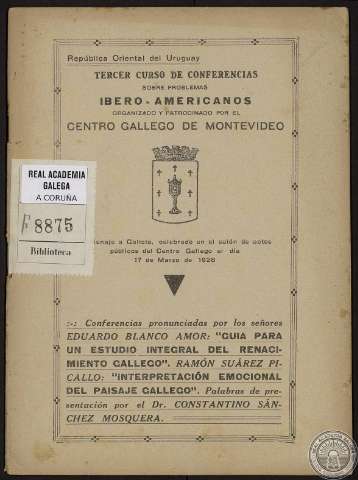 República Oriental del Uruguay
TERCER CURSO DE CONFERENCIAS
SOBRE PROBLEMAS
IBERO-AMERICANOS
ORGANIZADO Y PATROCINADO POR EL
CENTRO GALLEGO DE MONTEVIDEO
REAL ACADEMIA
GALEGA
A CORUÑA
F 8875
Biblioteca
menaje a Galicia, celebrado en el salón de actos
públicos del Centro Gallego el día
17 de Marzo de 1928
:-: Conferencias pronunciadas por los señores
EDUARDO BLANCO AMOR: "GUIA PARA
UN ESTUDIO INTEGRAL DEL RENACI-
MIENTO GALLEGO". RAMÓN SUÁREZ PI-
CALLO: "INTERPRETACIÓN EMOCIONAL
DEL PAISAJE GALLEGO". Palabras de pre-
sentación por el Dr. CONSTANTINO SÁN-
CHEZ MOSQUERA.